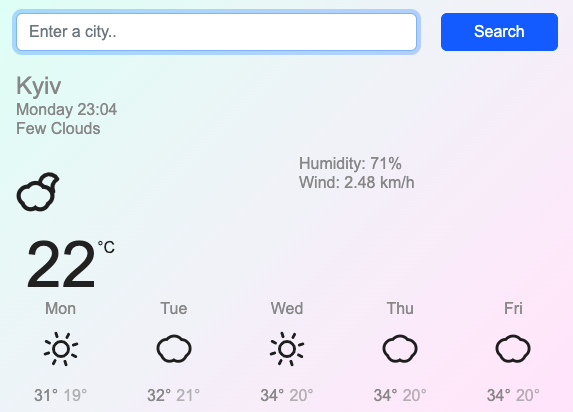 Enter a city..
Search
Kyiv
Monday 23:04
Few Clouds
Humidity: 71%
Wind: 2.48 km/h
22 °C
Mon Tue Wed Thu Fri
31° 19° 32° 21° 34° 20° 34° 20° 34° 20°